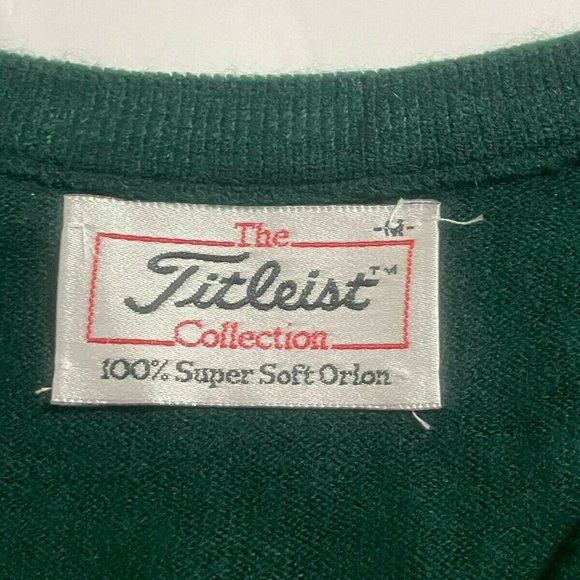 The
-M-
Titleist™
Collection
100% Super Soft Orlon